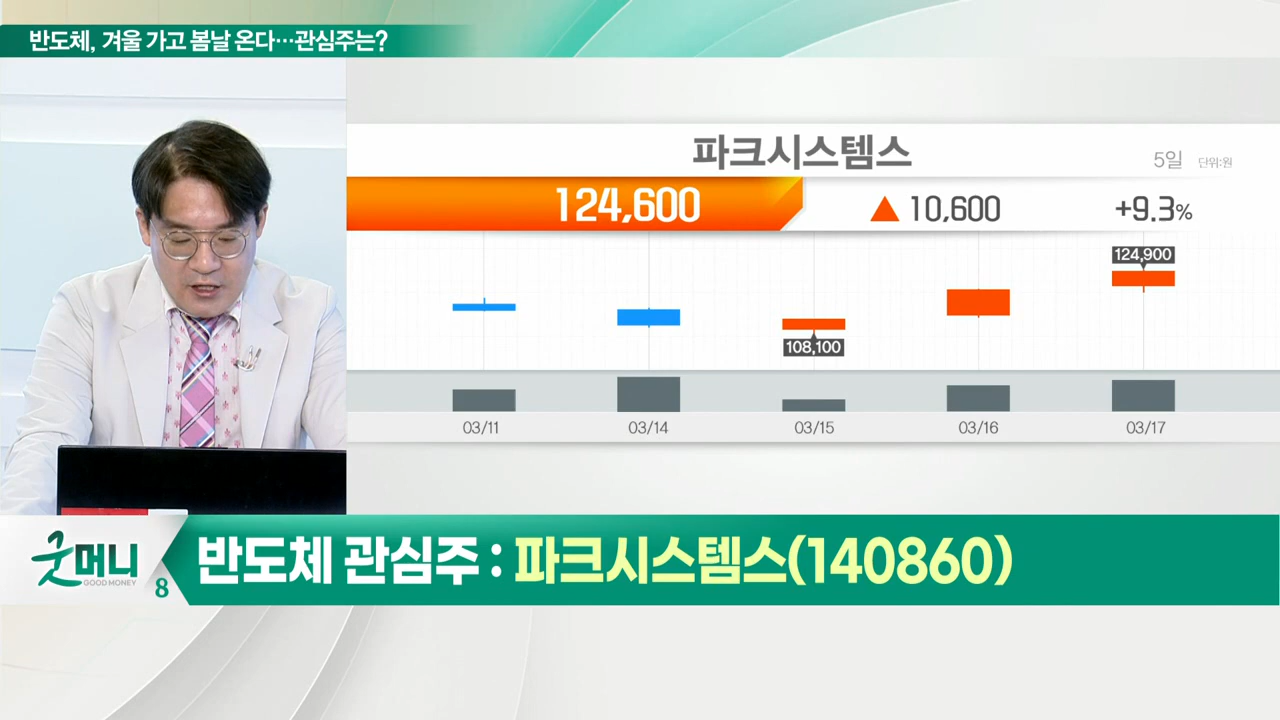 반도체, 겨울 가고 봄날 온다…관심주는?
파크시스템스
5일 단위:원
124,600 ▲ 10,600 +9.3%
124,900
108,100
03/11 03/14 03/15 03/16 03/17
굿머니
GOOD MONEY
8
반도체 관심주 : 파크시스템스(140860)